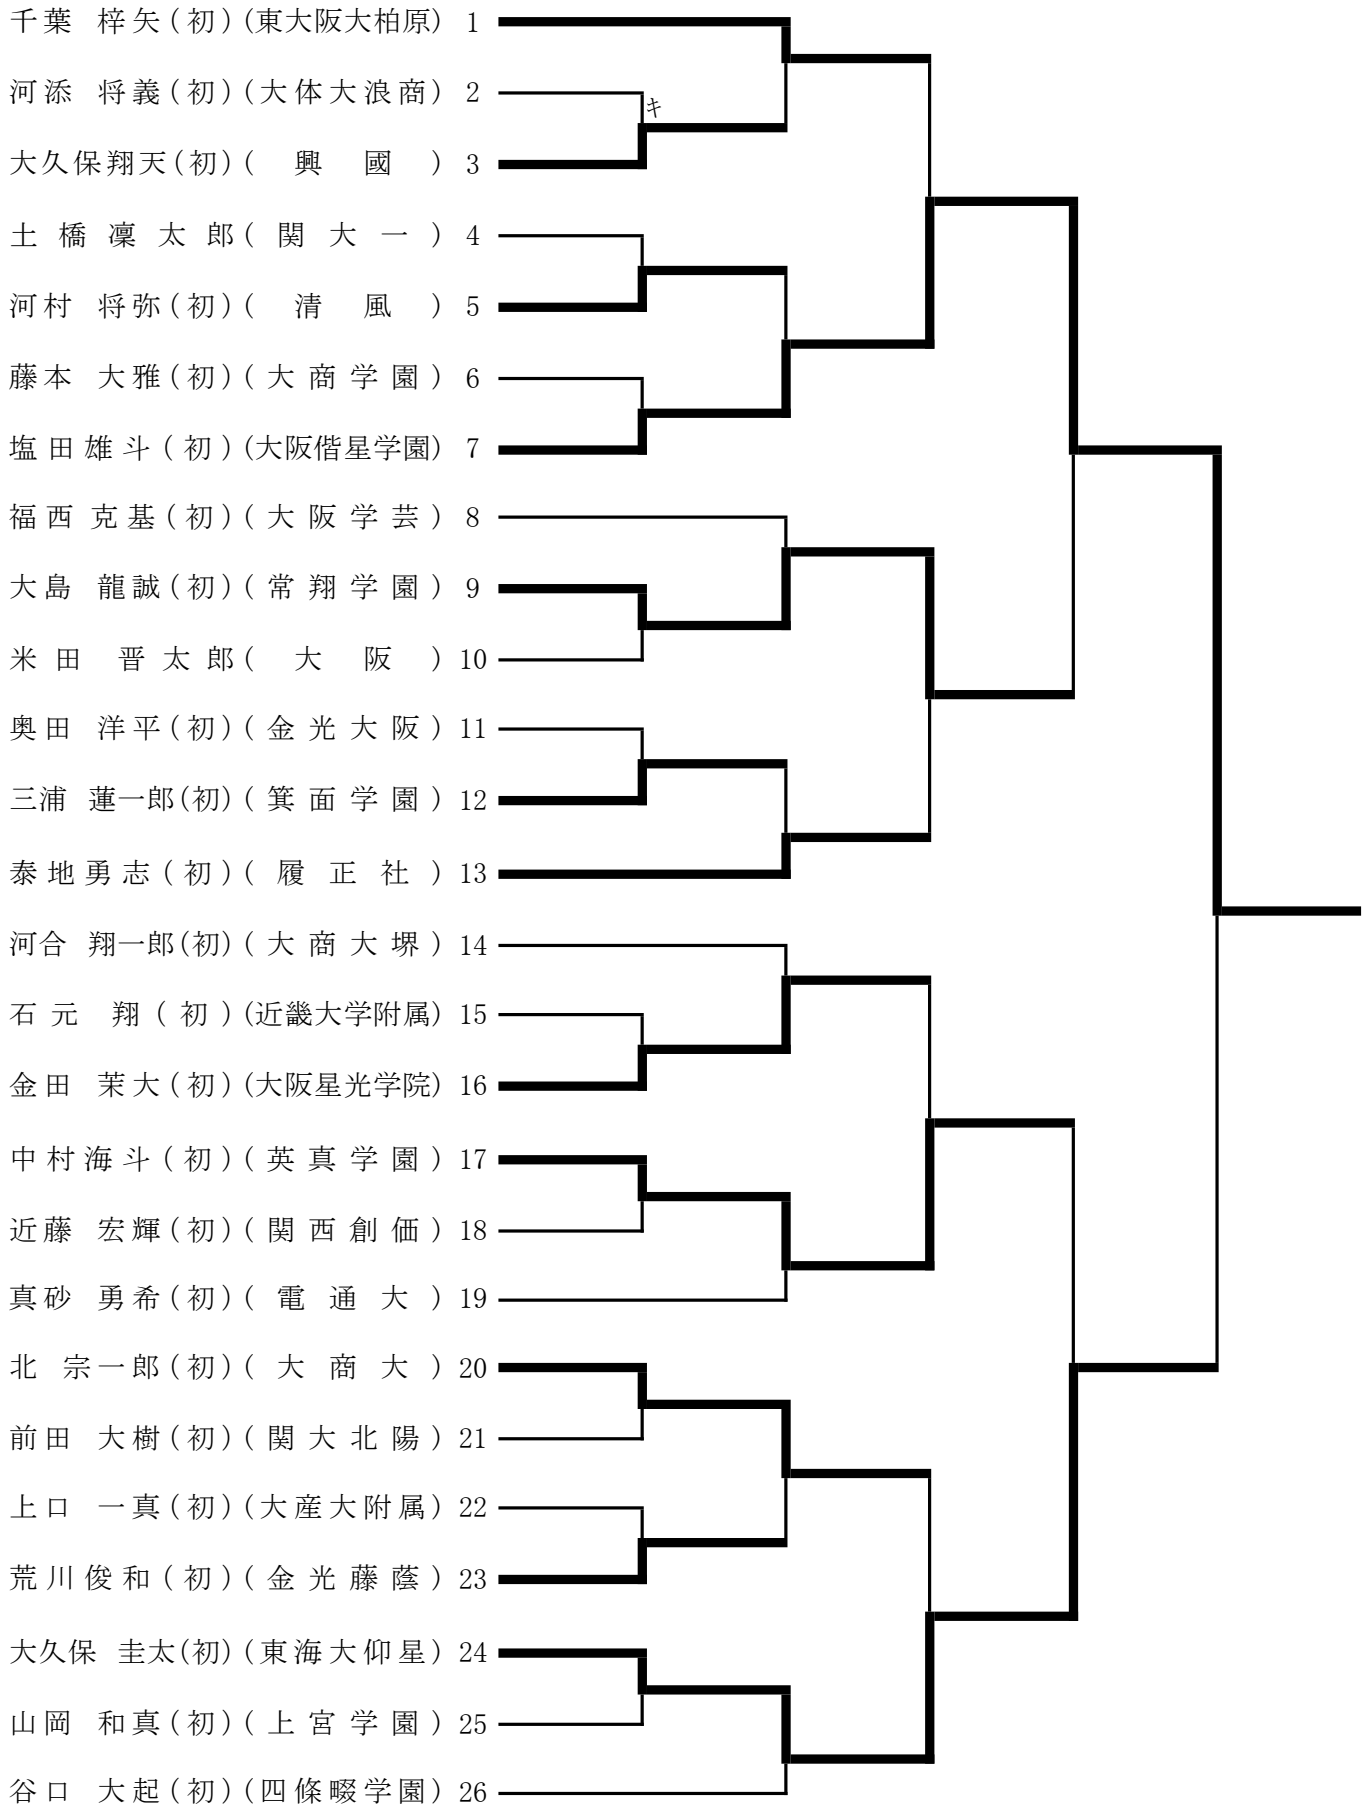 千葉 梓矢(初)(東大阪大柏原) 1
河添 将義(初)(大体大浪商) 2
キ
大久保翔天(初)(興國) 3
土橋凜太郎(関大一) 4
河村 将弥(初)(清風) 5
藤本 大雅(初)(大商学園) 6
塩田雄斗(初)(大阪偕星学園) 7
福西 克基(初)(大阪学芸) 8
大島 龍誠(初)(常翔学園) 9
米田 晋太郎(大阪) 10
奥田 洋平(初)(金光大阪) 11
三浦 蓮一郎(初)(箕面学園) 12
泰地勇志(初)(履正社) 13
河合 翔一郎(初)(大商大堺) 14
石元 翔(初)(近畿大学附属) 15
金田 茉大(初)(大阪星光学院) 16
中村海斗(初)(英真学園) 17
近藤 宏輝(初)(関西創価) 18
真砂 勇希(初)(電通大) 19
北 宗一郎(初)(大商大) 20
前田 大樹(初)(関大北陽) 21
上口 一真(初)(大産大附属) 22
荒川俊和(初)(金光藤蔭) 23
大久保 圭太(初)(東海大仰星) 24
山岡 和真(初)(上宮学園) 25
谷口 大起(初)(四條畷学園) 26